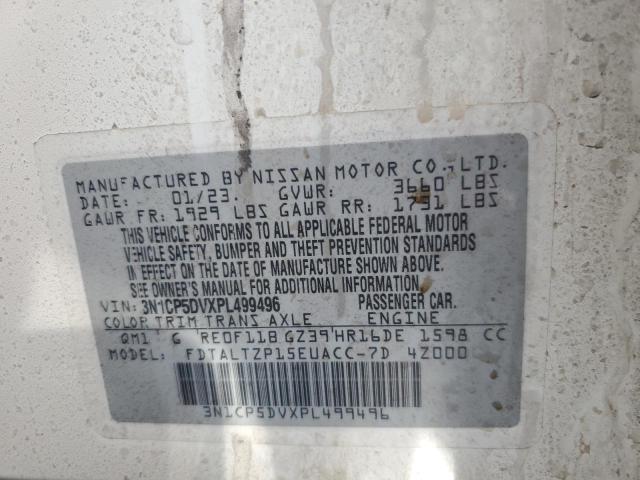 MANUFACTURED BY NISSAN MOTOR CO.,LTD.
DATE: 01/23. GVWR: 3660 LBS
GAWR FR: 1929 LBS GAWR RR: 1731 LBS
THIS VEHICLE CONFORMS TO ALL APPLICABLE FEDERAL MOTOR
VEHICLE SAFETY, BUMPER AND THEFT PREVENTION STANDARDS
IN EFFECT ON THE DATE OF MANUFACTURE SHOWN ABOVE.
SEE OWNER'S MANUAL FOR ADDITIONAL INFORMATION.
VIN: 3N1CP5DVXPL499496 PASSENGER CAR.
COLOR TRIM TRANS AXLE ENGINE
QM1 G RE0F11B GZ39 HR16DE 1598 CC
FDTALTZP15EUACC-7D 4Z000
3N1CP5DVXPL499496